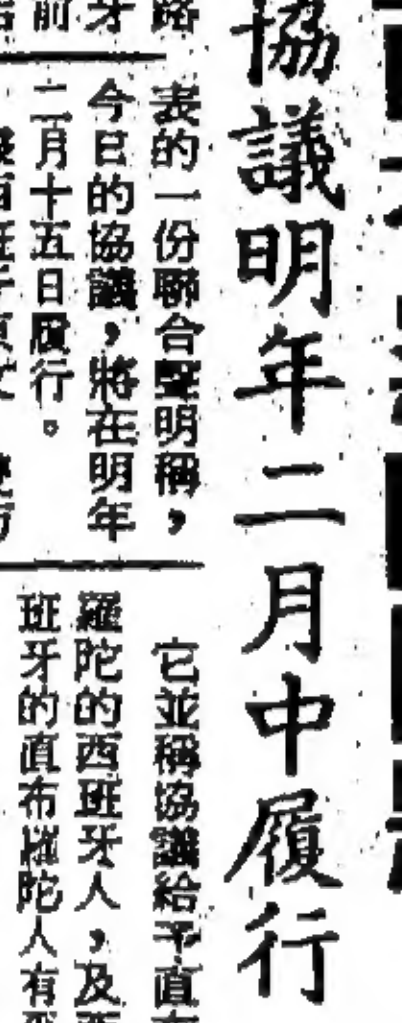 協議明年二月中履行
表的一份聯合聲明稱，
今日的協議，將在明年
二月十五日履行。
它並稱協議給予直布
羅陀的西班牙人，及西
班牙的直布羅陀人有